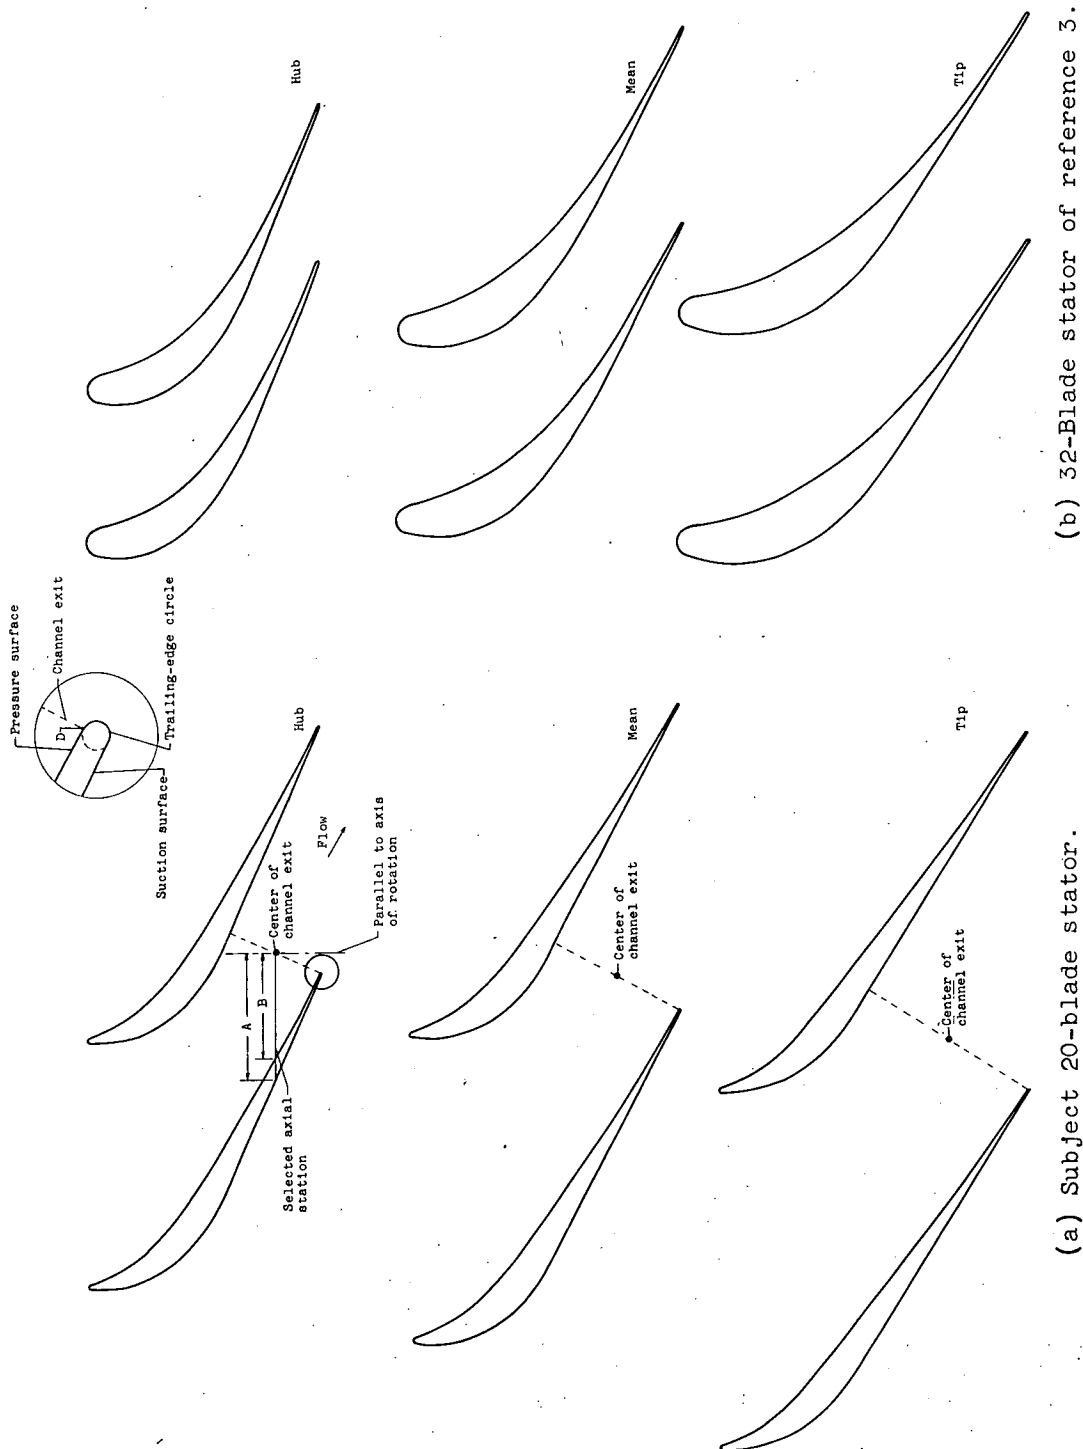 Pressure surface
Channel exit
D
Trailing-edge circle
Suction surface
Hub
A
B
Center of
channel exit
Flow
Parallel to axis
of rotation
Selected axial
station
Mean
Center of
channel exit
Tip
Center of
channel exit
(a) Subject 20-blade stator.
Hub
Mean
Tip
(b) 32-Blade stator of reference 3.